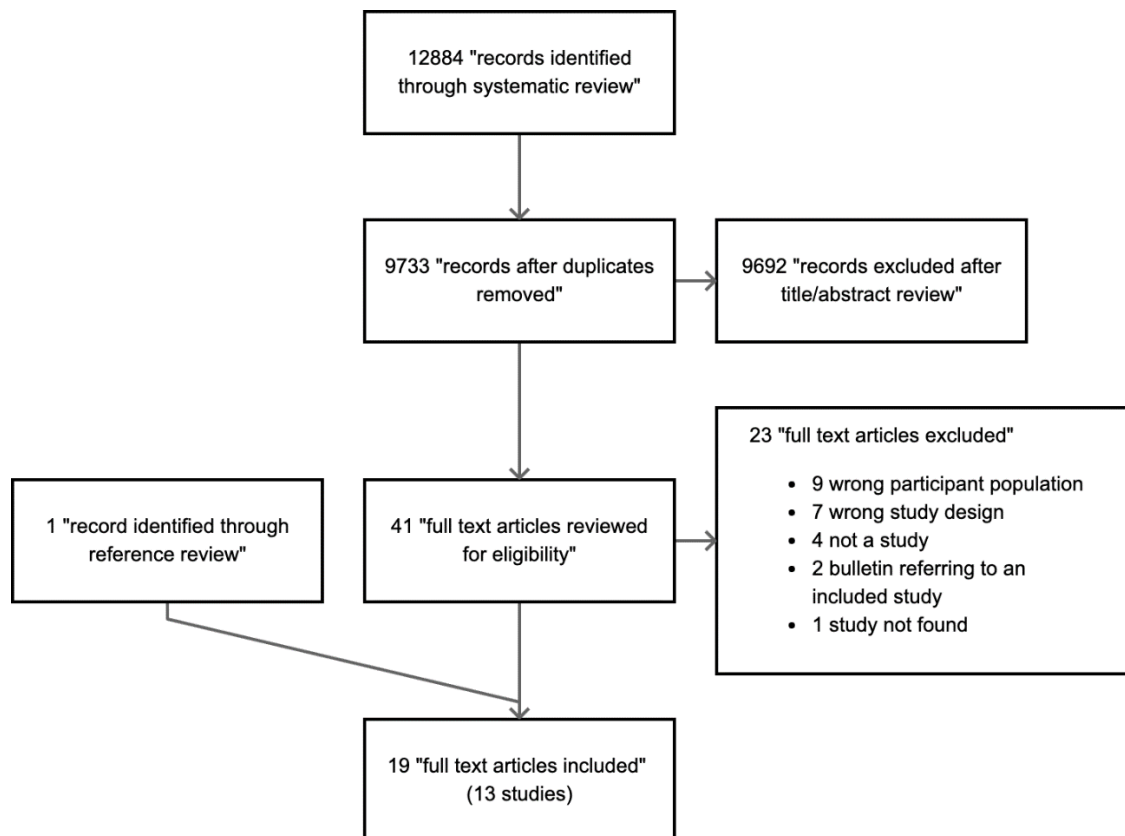 12884 "records identified
through systematic review"
9733 "records after duplicates
removed"
9692 "records excluded after
title/abstract review"
23 "full text articles excluded"
• 9 wrong participant population
• 7 wrong study design
• 4 not a study
• 2 bulletin referring to an
included study
• 1 study not found
1 "record identified through
reference review"
41 "full text articles reviewed
for eligibility"
19 "full text articles included"
(13 studies)